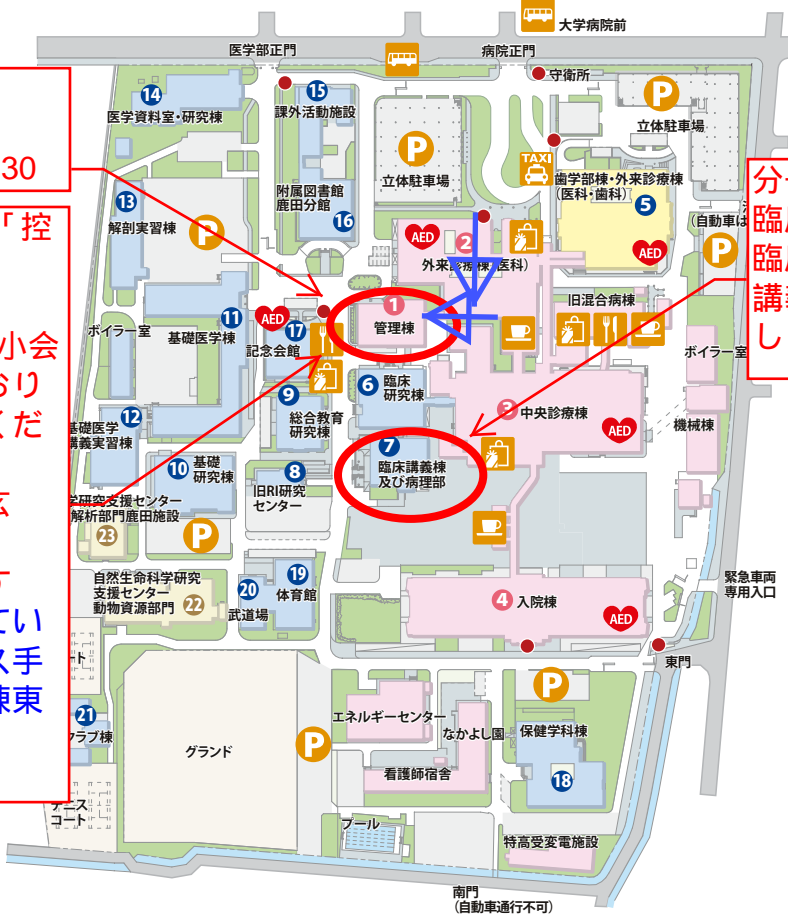 大学病院前
医学部正門
病院正門
守衛所
14
医学資料室・研究棟
15
課外活動施設
P
立体駐車場
P
立体駐車場
TAXI
歯学部棟・外来診療棟
(医科・歯科)
5
AED
30
附属図書館
鹿田分館
16
13
解剖実習棟
P
AED
2
外来診療棟(医科)
(自動車は
P
分
臨
臨
講義
し
「控
小会
おり
くだ
ボイラー室
11
基礎医学棟
AED
17
記念会館
1
管理棟
旧混合病棟
ボイラー室
6
臨床
研究棟
3
中央診療棟
AED
機械棟
9
総合教育
研究棟
12
基礎医学
講義実習棟
10
基礎
研究棟
8
旧RI研究
センター
7
臨床講義棟
及び病理部
学研究支援センター
解析部門鹿田施設
23
P
す
てい
ス手
棟東
自然生命科学研究
支援センター
動物資源部門
22
20
武道場
19
体育館
4
入院棟
AED
緊急車両
専用入口
東門
ート
21
クラブ棟
テニス
コート
グランド
P
エネルギーセンター
なかよし園
看護師宿舎
P
保健学科棟
18
プール
特高受変電施設
南門
(自動車通行不可)